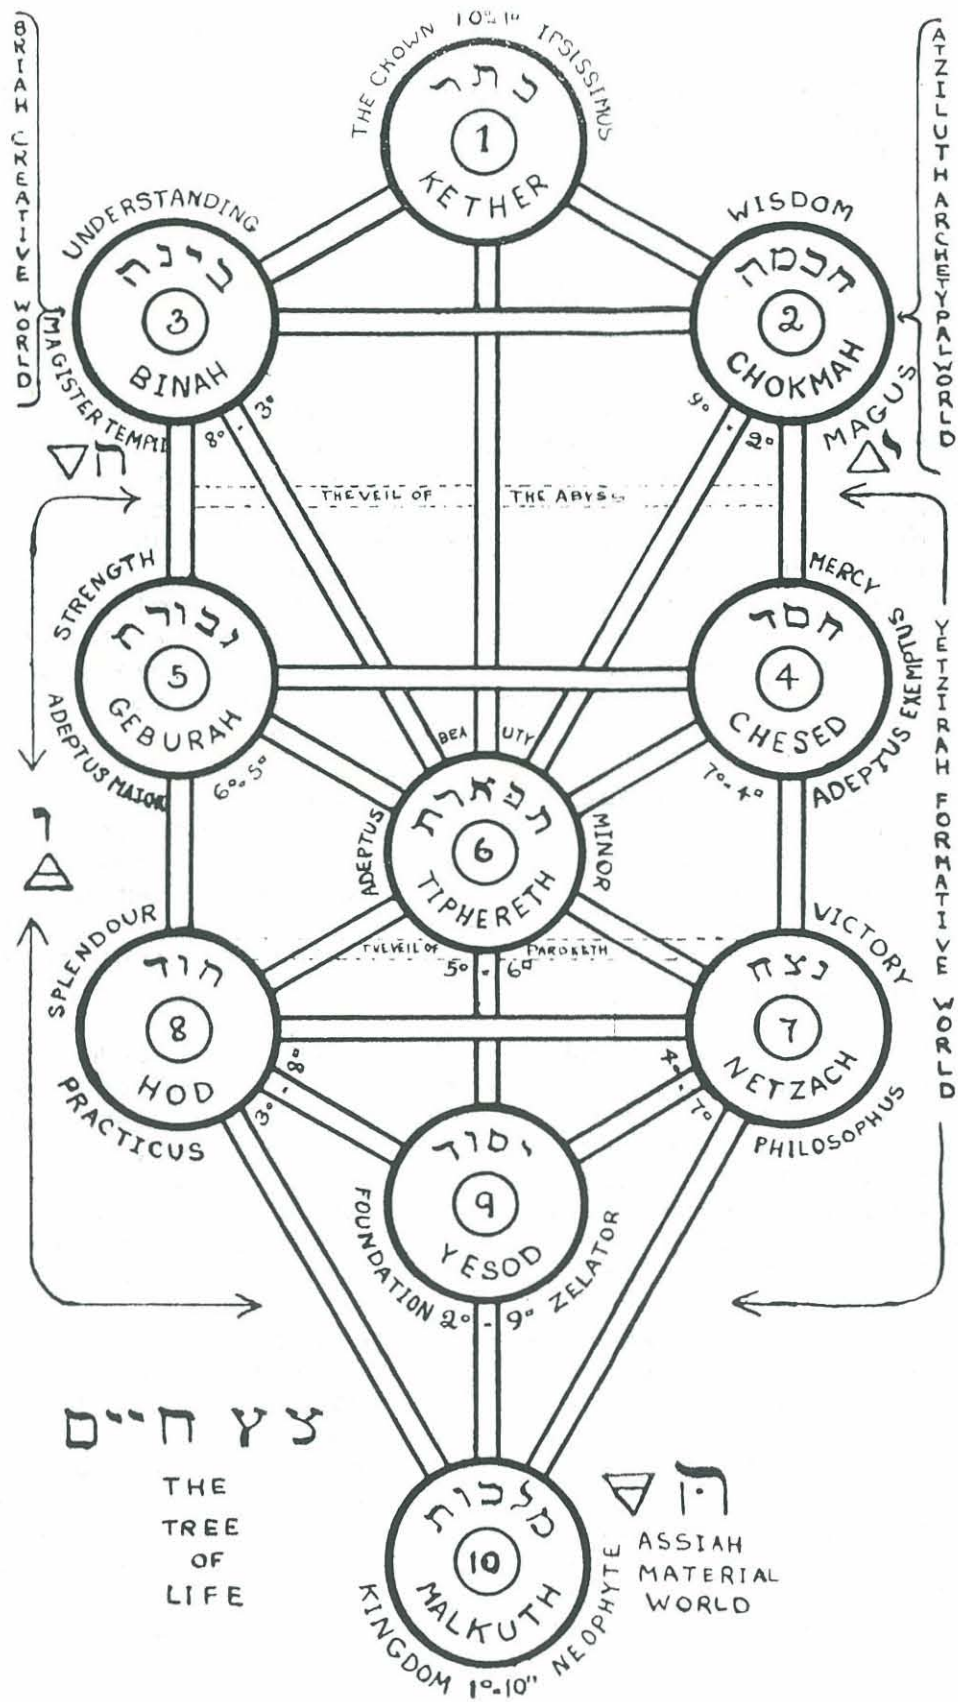 THE CROWN 10°-1° IPSISSIMUS
כתר
1
KETHER
BRIAH CREATIVE WORLD
ATZILUTH ARCHETYPAL WORLD
UNDERSTANDING
בינה
3
BINAH
MAGISTER TEMPLI
8° - 3°
ה
WISDOM
חכמה
2
CHOKMAH
MAGUS
9° - 2°
י
THE VEIL OF THE ABYSS
STRENGTH
גבורת
5
GEBURAH
ADEPTUS MAJOR
6° - 5°
MERCY
חסד
4
CHESED
ADEPTUS EXEMPTUS
7° - 4°
YETZIRAH FORMATIVE WORLD
ו
BEAUTY
תפארת
6
TIPHERETH
ADEPTUS MINOR
5° - 6°
THE VEIL OF PAROKETH
SPLENDOUR
הוד
8
HOD
PRACTICUS
3° - 8°
VICTORY
נצח
7
NETZACH
PHILOSOPHUS
4° - 7°
יסוד
9
YESOD
FOUNDATION 2° - 9° ZELATOR
צץ חיים
THE
TREE
OF
LIFE
מלכות
10
MALKUTH
KINGDOM 1°-10" NEOPHYTE
הּ
ASSIAH
MATERIAL
WORLD